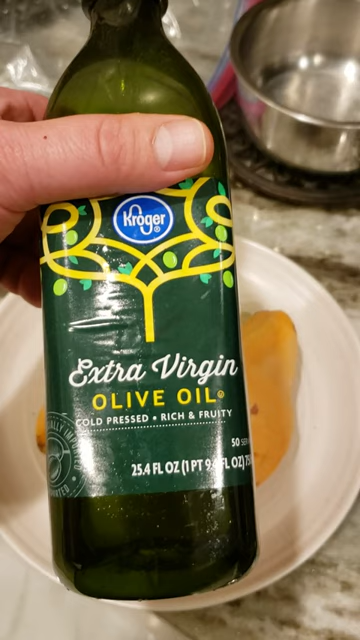 Kroger®
Extra Virgin
OLIVE OIL
COLD PRESSED • RICH & FRUITY
50
25.4 FL OZ (1 PT 9.4 FL OZ)